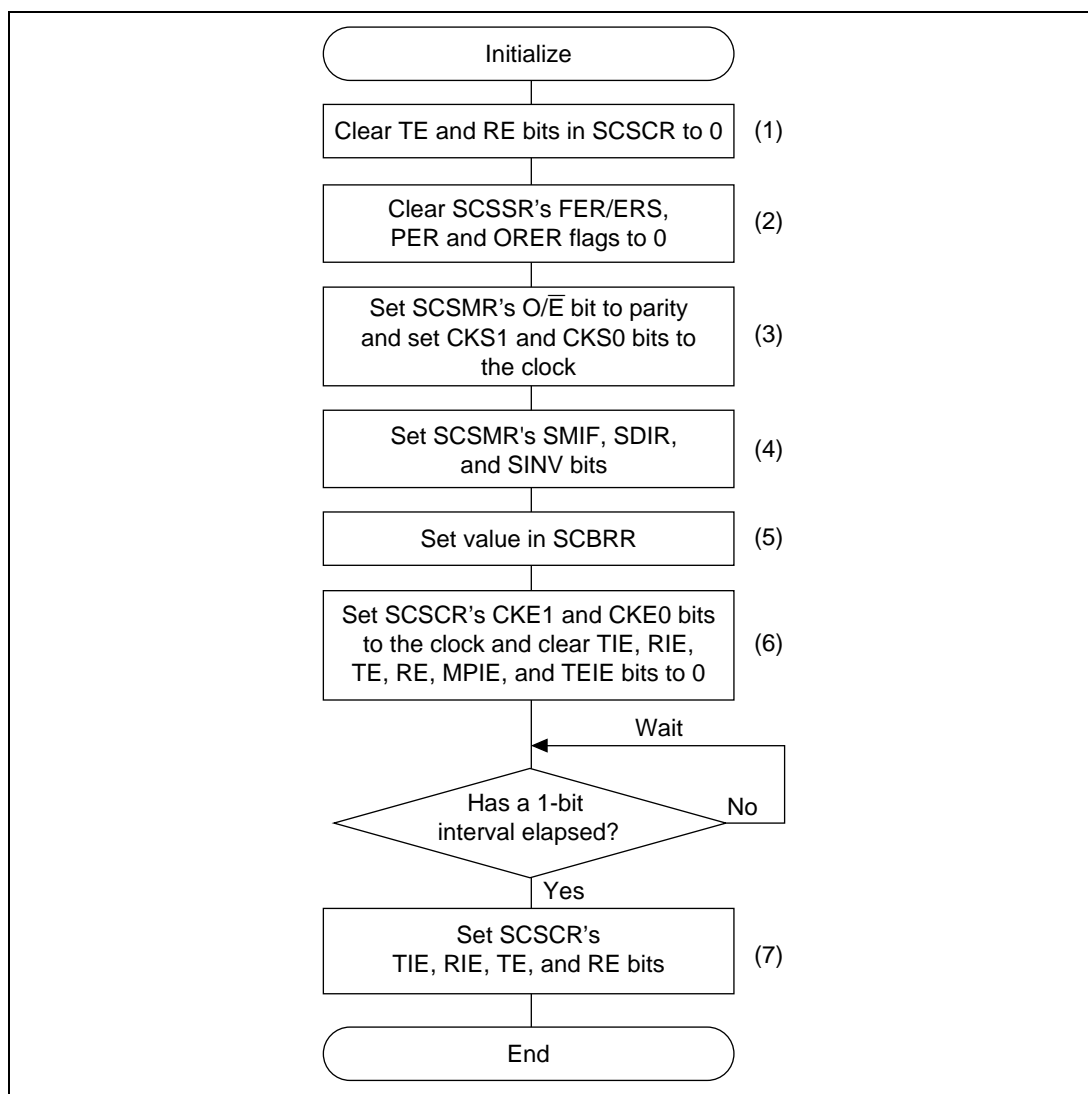 Initialize
Clear TE and RE bits in SCSCR to 0
(1)
Clear SCSSR’s FER/ERS,
PER and ORER flags to 0
(2)
Set SCSMR’s O/E̅ bit to parity
and set CKS1 and CKS0 bits to
the clock
(3)
Set SCSMR's SMIF, SDIR,
and SINV bits
(4)
Set value in SCBRR
(5)
Set SCSCR’s CKE1 and CKE0 bits
to the clock and clear TIE, RIE,
TE, RE, MPIE, and TEIE bits to 0
(6)
Wait
Has a 1-bit
interval elapsed?
No
Yes
Set SCSCR’s
TIE, RIE, TE, and RE bits
(7)
End